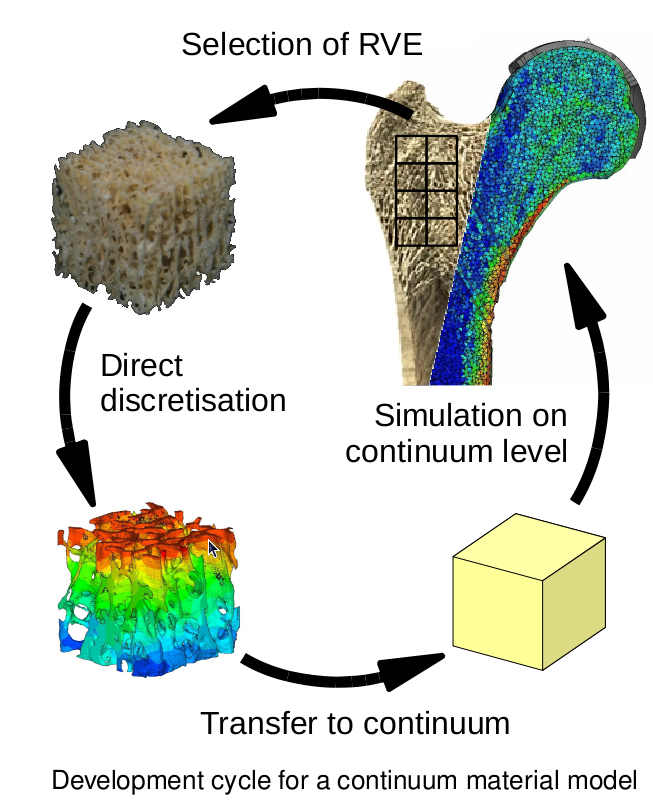 Selection of RVE
Direct
discretisation
Simulation on
continuum level
Transfer to continuum
Development cycle for a continuum material model